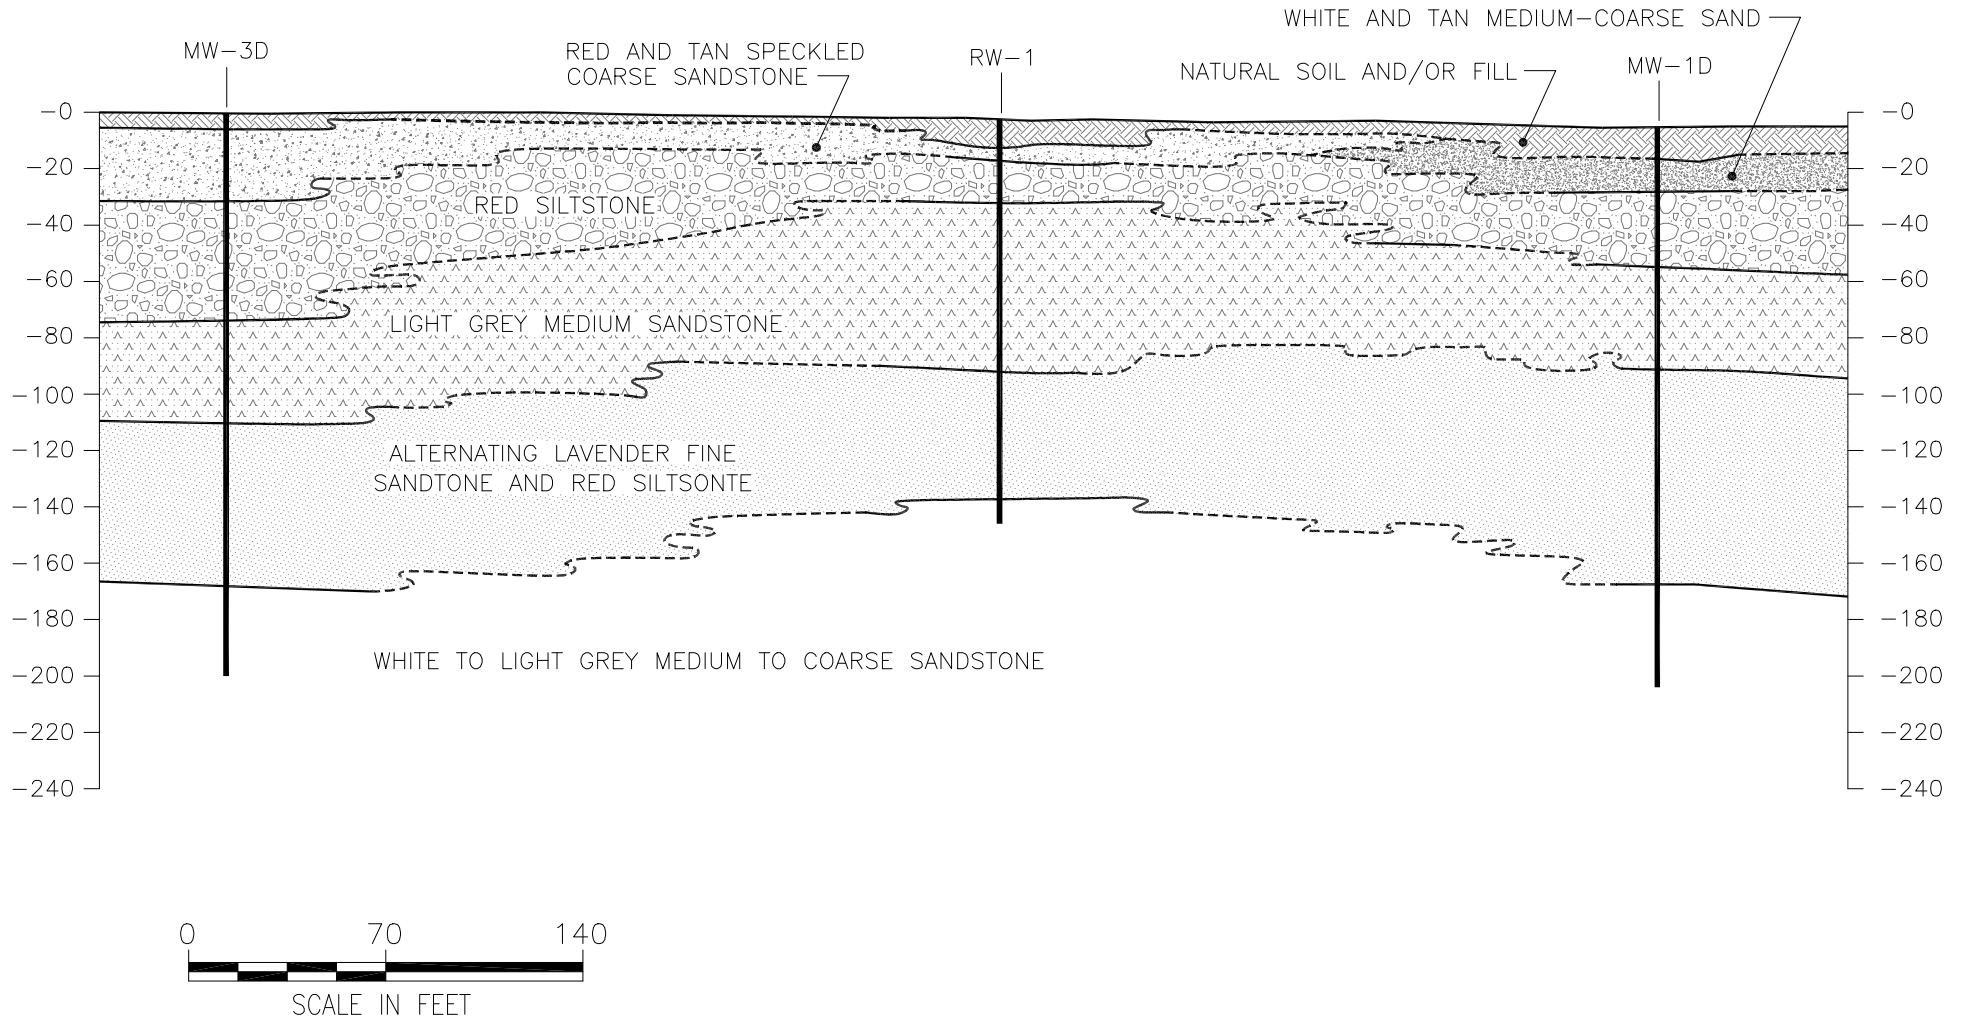 WHITE AND TAN MEDIUM-COARSE SAND
MW-3D
RED AND TAN SPECKLED
COARSE SANDSTONE
RW-1
NATURAL SOIL AND/OR FILL
MW-1D
-0
-20
-40
-60
-80
-100
-120
-140
-160
-180
-200
-220
-240
RED SILTSTONE
LIGHT GREY MEDIUM SANDSTONE
ALTERNATING LAVENDER FINE
SANDTONE AND RED SILTSONTE
WHITE TO LIGHT GREY MEDIUM TO COARSE SANDSTONE
-0
-20
-40
-60
-80
-100
-120
-140
-160
-180
-200
-220
-240
0 70 140
SCALE IN FEET